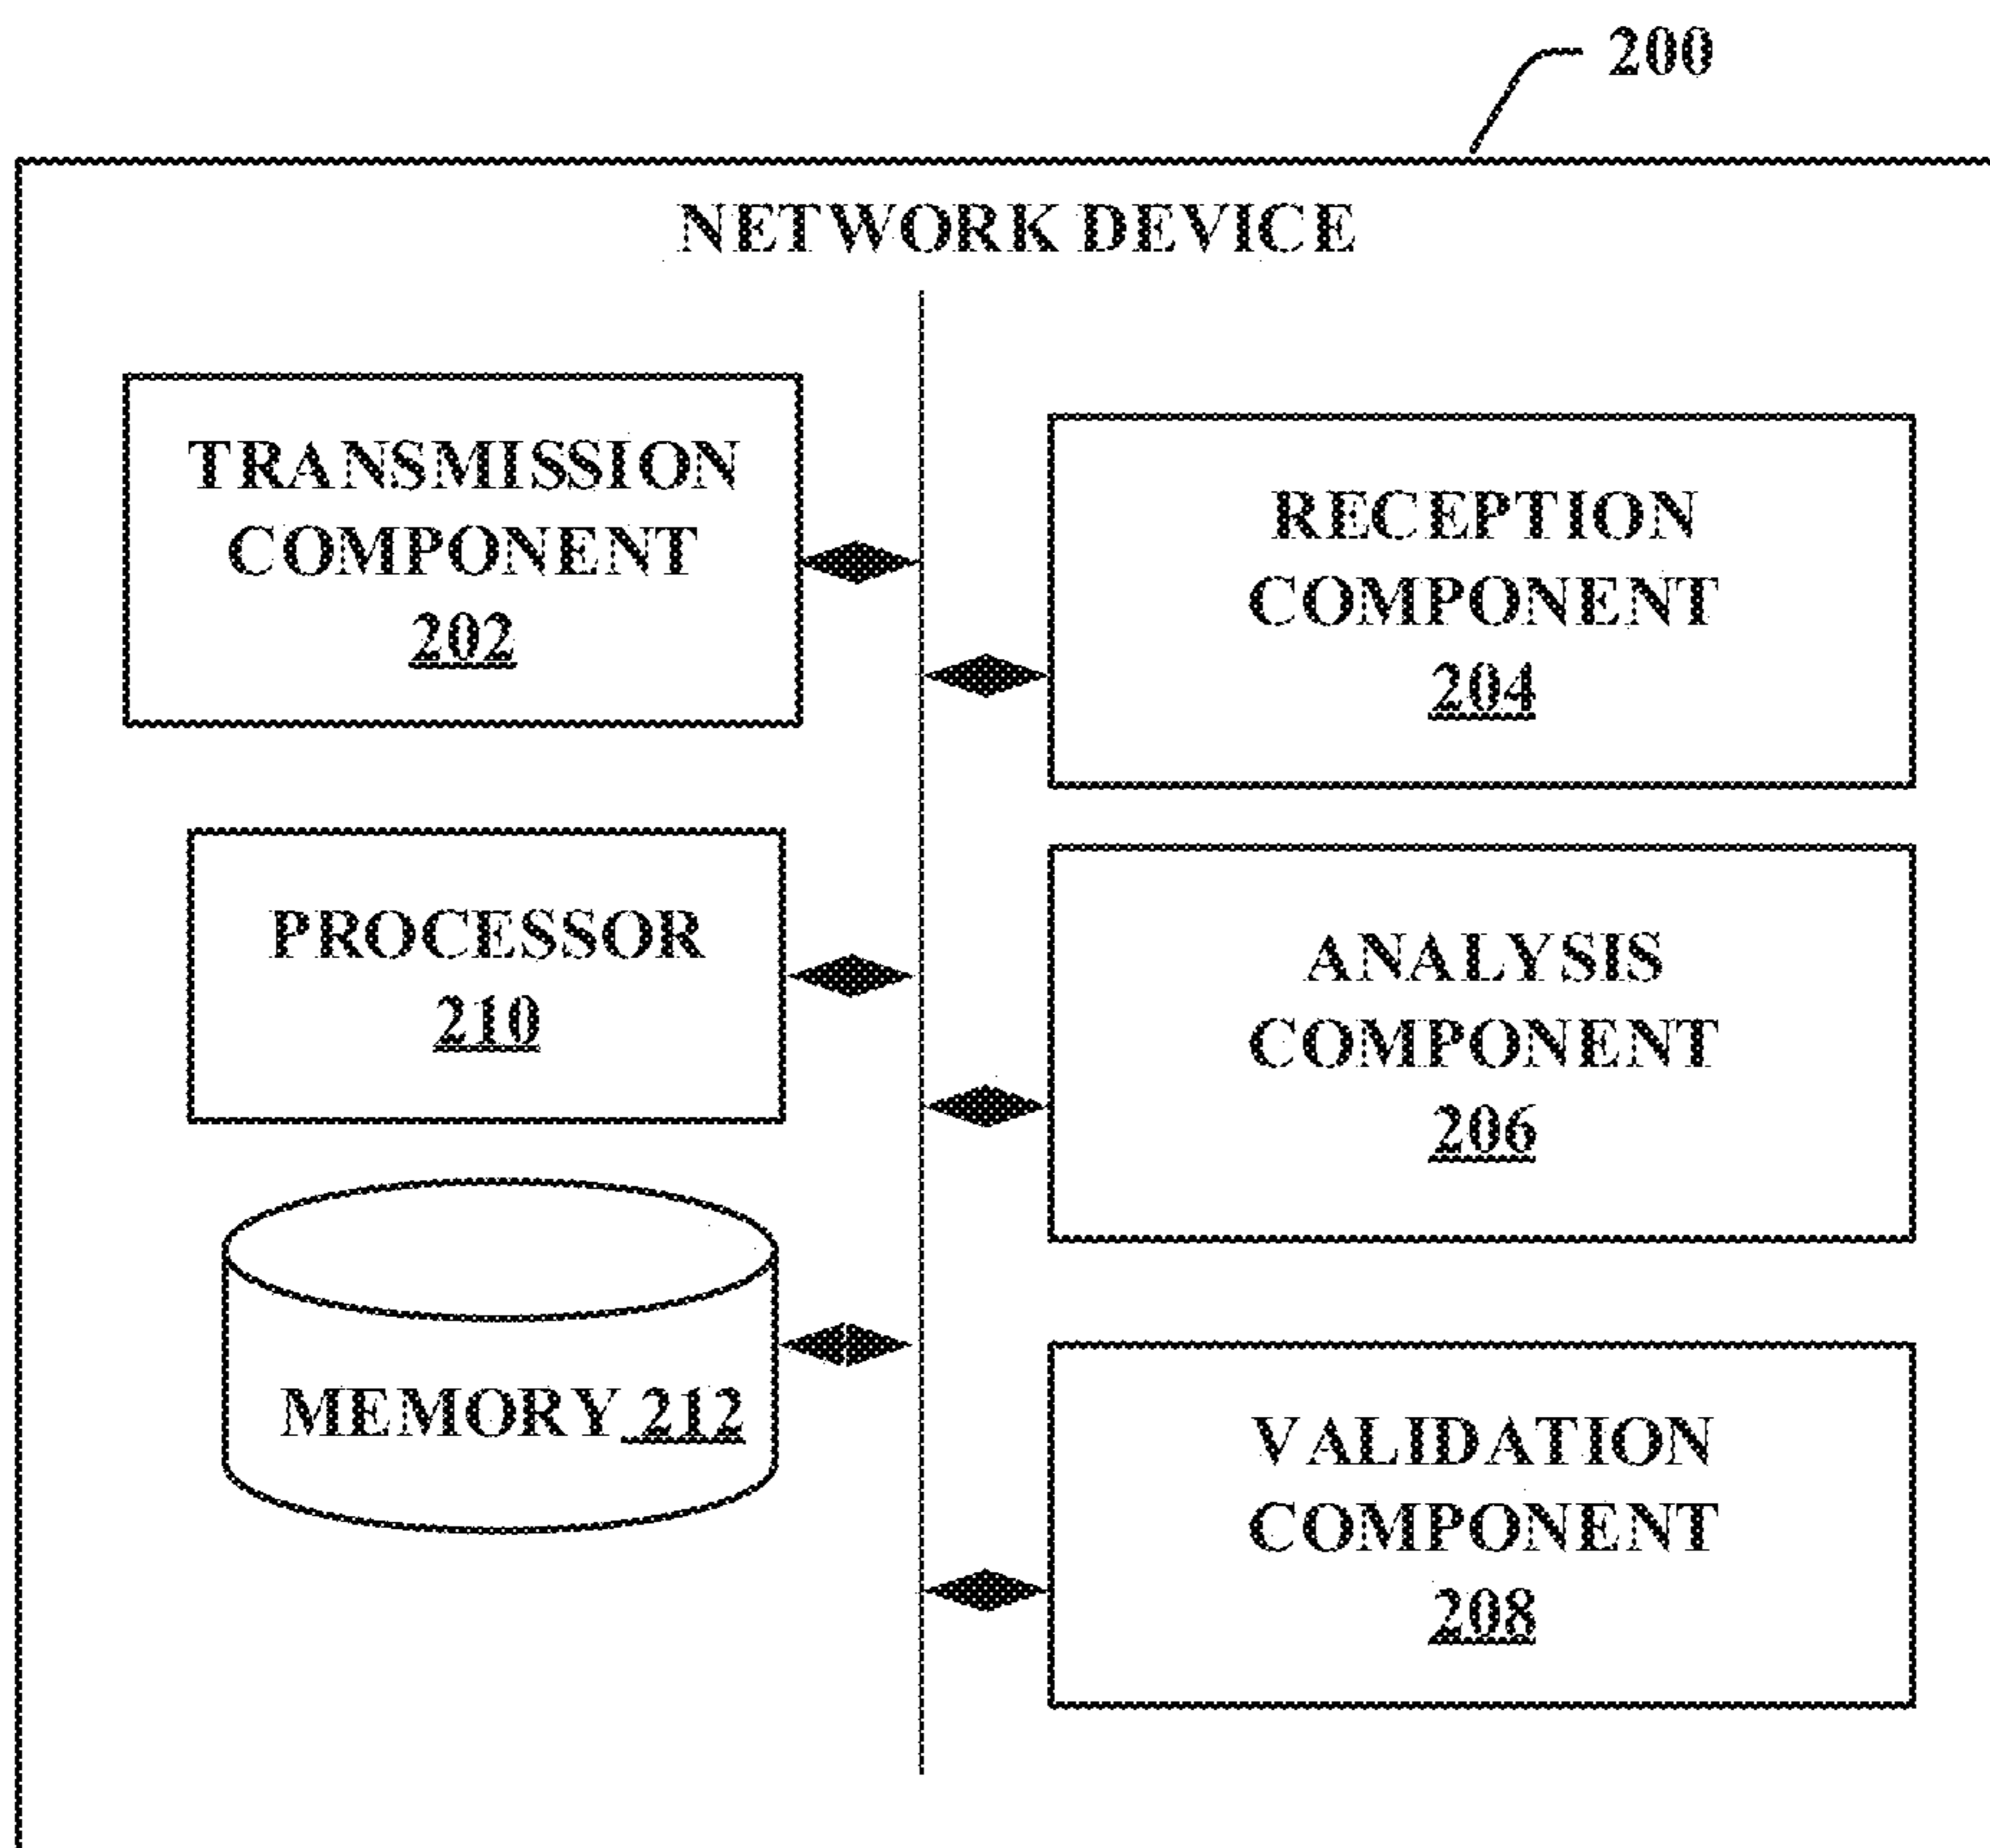 200
NETWORK DEVICE
TRANSMISSION
COMPONENT
202
RECEPTION
COMPONENT
204
PROCESSOR
210
ANALYSIS
COMPONENT
206
MEMORY 212
VALIDATION
COMPONENT
208